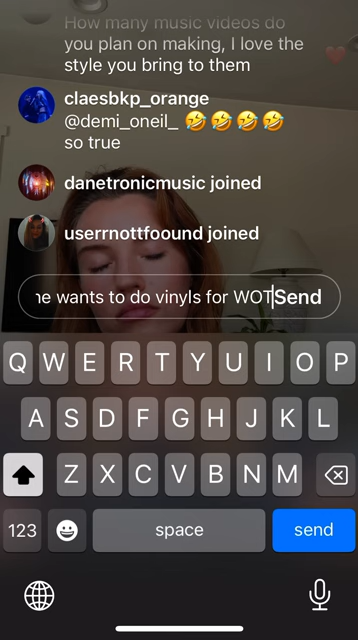 How many music videos do
you plan on making, I love the
style you bring to them
claesbkp_orange
@demi_oneil_ 🤣🤣🤣🤣
so true
danetronicmusic joined
userrnottfoound joined
wants to do vinyls for WOT Send
Q W E R T Y U I O P
A S D F G H J K L
Z X C V B N M
123 space send